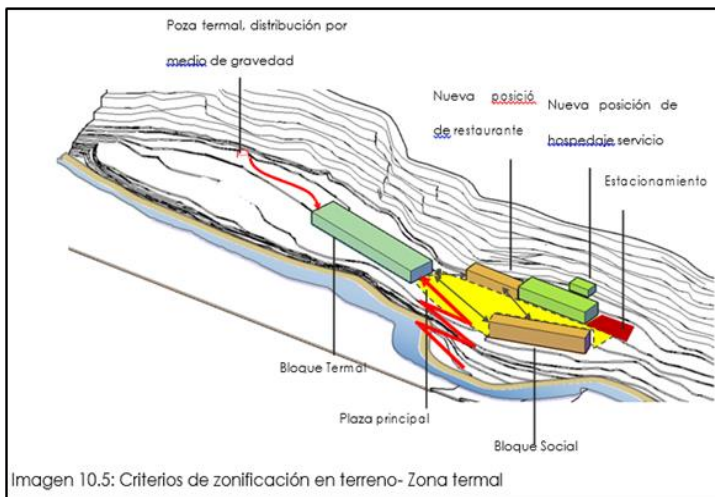 Poza termal, distribución por
medio de gravedad
Nueva posició
de restaurante
Nueva posición de
hospedaje servicio
Estacionamiento
Bloque Termal
Plaza principal
Bloque Social
Imagen 10.5: Criterios de zonificación en terreno- Zona termal